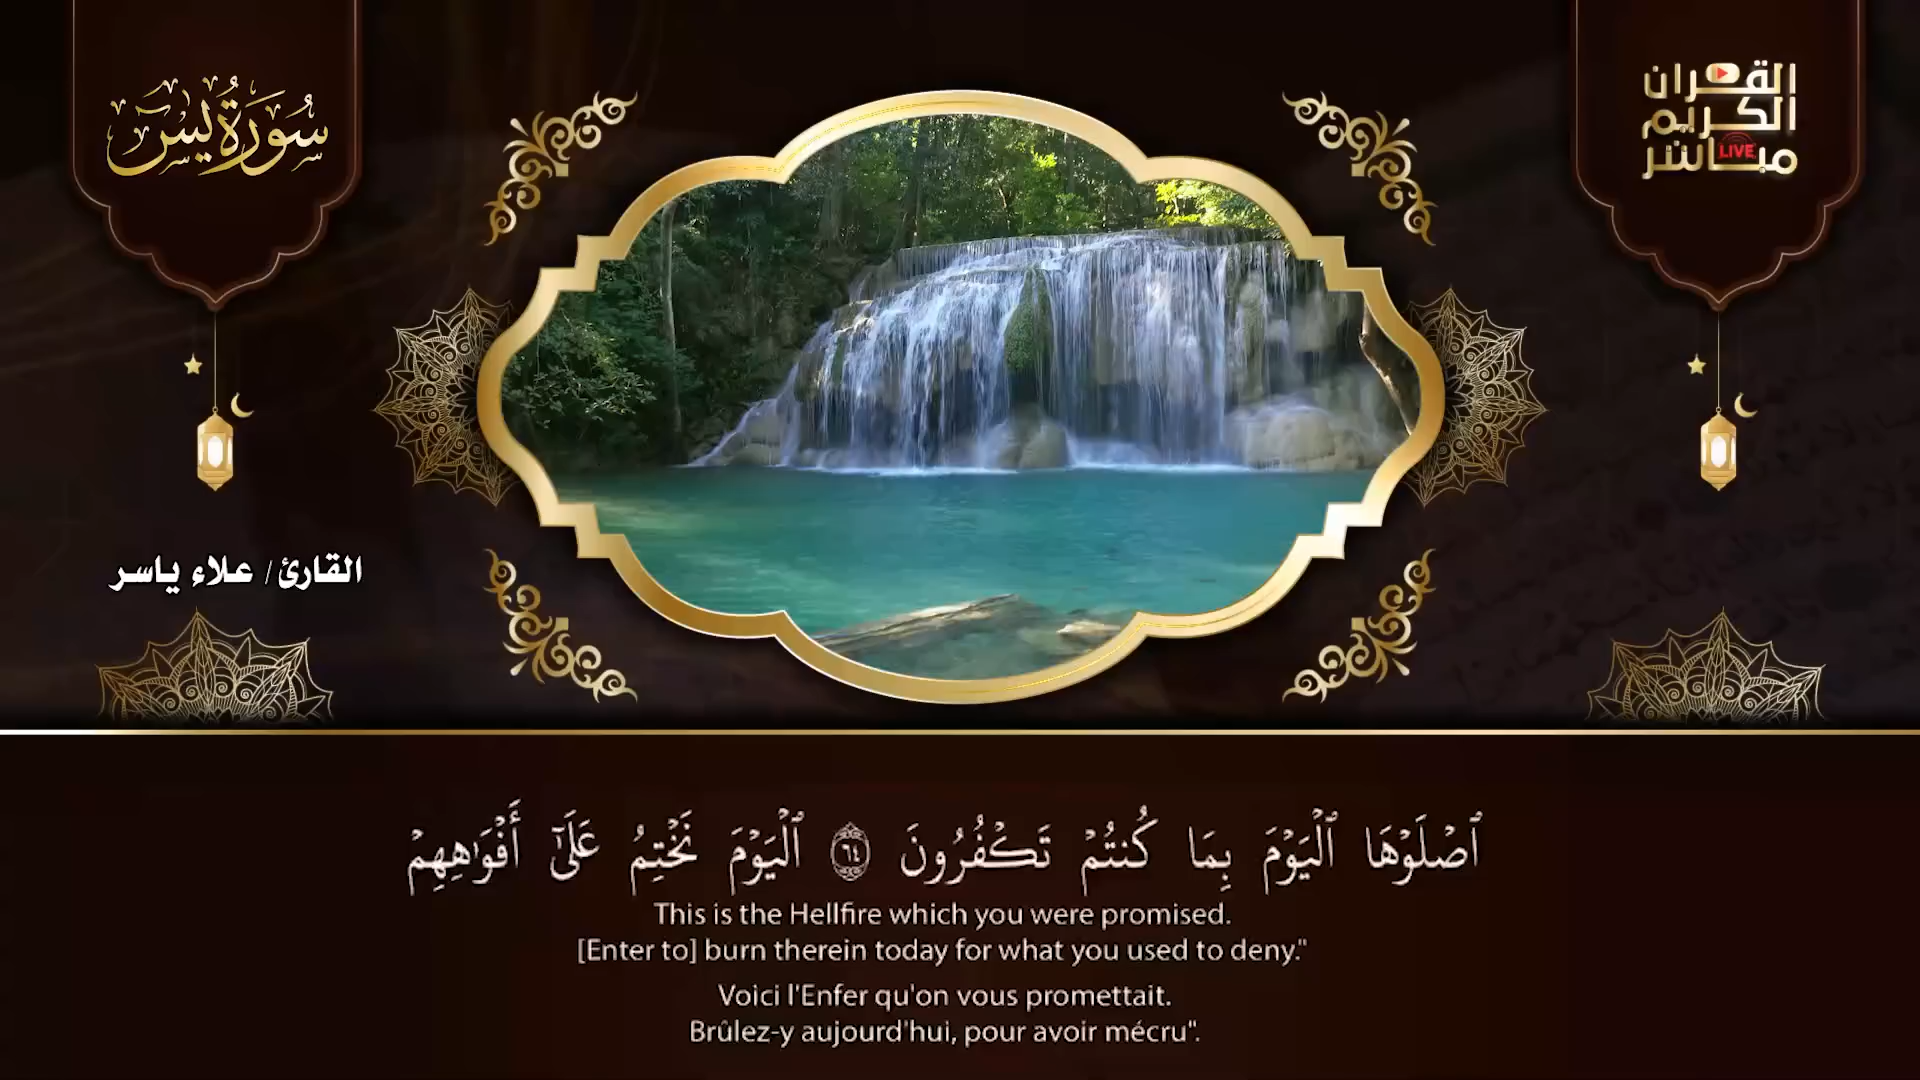 سُورَةُ يسٓ
القرآن
الكريم
مباشر
LIVE
القارئ / علاء ياسر
ٱصۡلَوۡهَا ٱلۡيَوۡمَ بِمَا كُنتُمۡ تَكۡفُرُونَ ٦٤ ٱلۡيَوۡمَ نَخۡتِمُ عَلَىٰٓ أَفۡوَٰهِهِمۡ
This is the Hellfire which you were promised.
[Enter to] burn therein today for what you used to deny."
Voici l'Enfer qu'on vous promettait.
Brûlez-y aujourd'hui, pour avoir mécru".